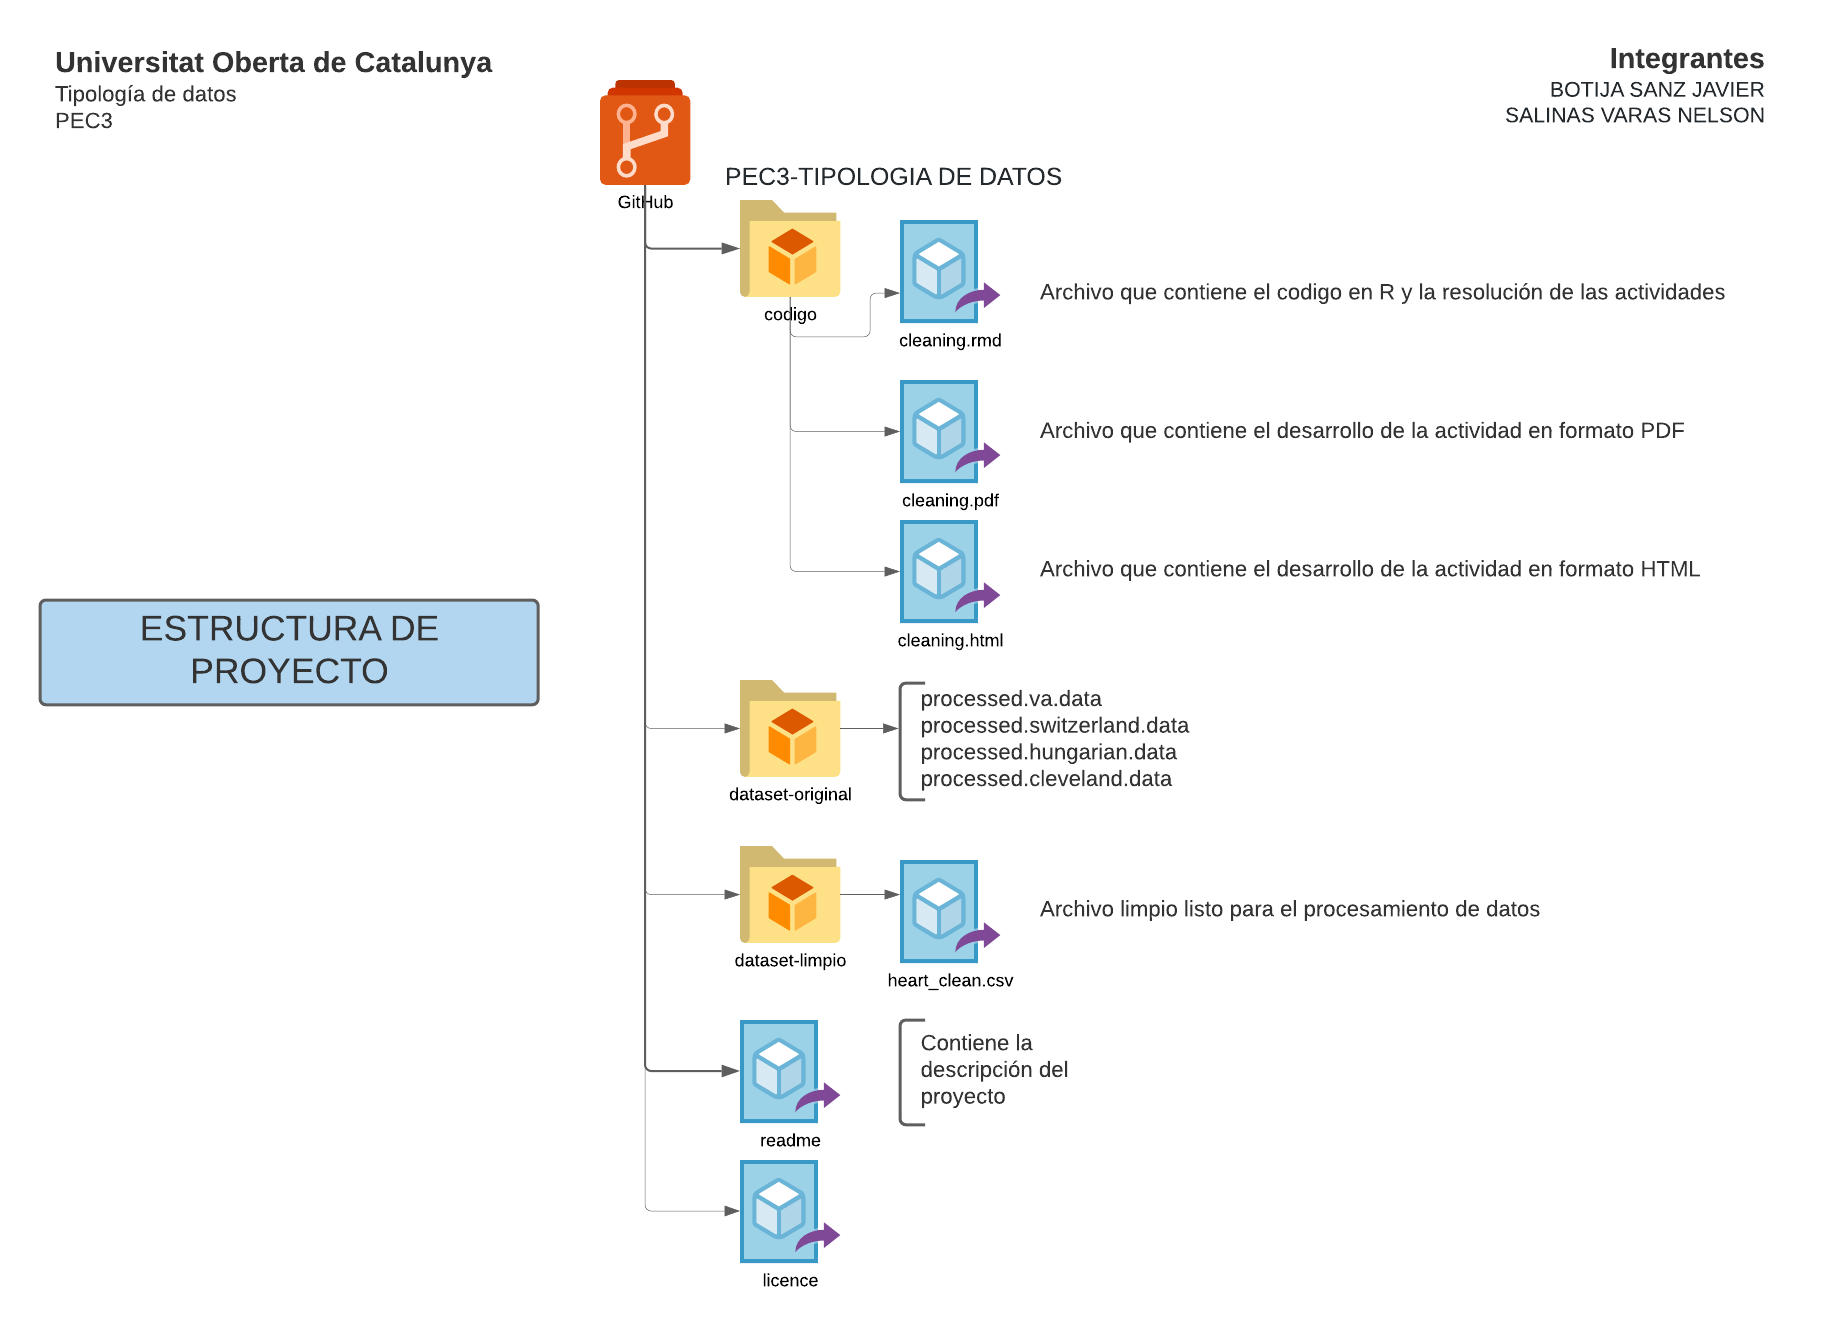 Universitat Oberta de Catalunya
Tipología de datos
PEC3
Integrantes
BOTIJA SANZ JAVIER
SALINAS VARAS NELSON
GitHub
PEC3-TIPOLOGIA DE DATOS
codigo
cleaning.rmd
Archivo que contiene el codigo en R y la resolución de las actividades
cleaning.pdf
Archivo que contiene el desarrollo de la actividad en formato PDF
cleaning.html
Archivo que contiene el desarrollo de la actividad en formato HTML
ESTRUCTURA DE
PROYECTO
dataset-original
processed.va.data
processed.switzerland.data
processed.hungarian.data
processed.cleveland.data
dataset-limpio
heart_clean.csv
Archivo limpio listo para el procesamiento de datos
readme
Contiene la
descripción del
proyecto
licence